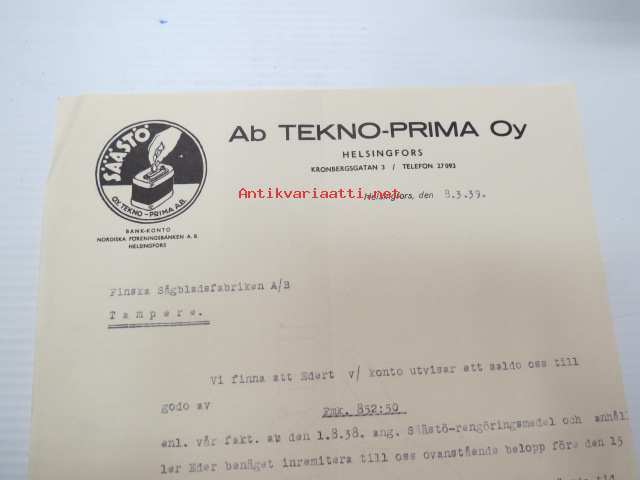 SÄÄSTÖ
OY. TEKNO-PRIMA A.B.
BANK-KONTO
NORDISKA FÖRENINGSBANKEN A.B.
HELSINGFORS
Ab TEKNO-PRIMA Oy
HELSINGFORS
KRONBERGSGATAN 3 / TELEFON 27093
Antikvariaatti.net
Helsingfors, den 8.3.39.
Finska Sågbladsfabriken A/B
Tampere.
Vi finna att Edert v/ konto utvisar ett saldo oss till
godo av Fmk. 852:50
enl. vår fakt. ab den 1.8.38. ang. Säästö-rengöringsmedel och anhål
ler Eder benäget inremitera till oss ovanstående belopp före den 15
tid